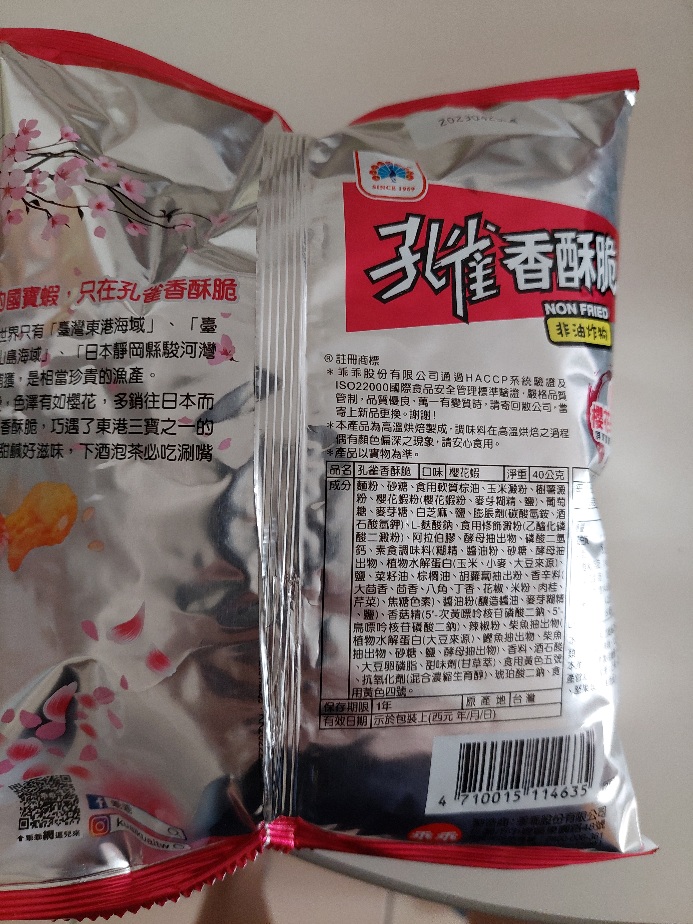 國寶蝦，只在孔雀香酥脆
世界只有「臺灣東港海域」、「臺
島海域」、「日本靜岡縣駿河灣
，是相當珍貴的漁產。
色澤有如櫻花，多銷往日本而
香酥脆，巧遇了東港三寶之一的
甜鹹好滋味，下酒泡茶必吃涮嘴
SINCE 1969
孔雀香酥脆
NON FRIED
非油炸物
®註冊商標
*乖乖股份有限公司通過HACCP系統驗證及
ISO22000國際食品安全管理標準驗證，嚴格品質
管制，品質優良，萬一有變質時，請寄回敝公司，當
寄上新品更換。謝謝！
*本產品為高溫烘焙製成，調味料在高溫烘焙之過程
偶有顏色偏深之現象，請安心食用。
*產品以實物為準。
品名 孔雀香酥脆 口味 櫻花蝦 淨重 40公克
成分 麵粉、砂糖、食用軟質棕油、玉米澱粉、樹薯澱
粉、櫻花蝦粉(櫻花蝦粉、麥芽糊精、鹽)、葡萄
糖、麥芽糖、白芝麻、鹽、膨脹劑(碳酸氫銨、酒
石酸氫鉀)、L-麩酸鈉、食用修飾澱粉(乙醯化磷
酸二澱粉)、阿拉伯膠、酵母抽出物、磷酸二氫
鈣、素食調味料(糊精、醬油粉、砂糖、酵母抽
出物、植物水解蛋白(玉米、小麥、大豆來源)、
鹽、菜籽油、棕櫚油、胡蘿蔔抽出粉、香辛料(
大茴香、茴香、八角、丁香、花椒、米粉、肉桂、
芹菜)、焦糖色素)、醬油粉(釀造醬油、麥芽糊精
、鹽)、香菇精(5'-次黃嘌呤核苷磷酸二鈉、5'-
鳥嘌呤核苷磷酸二鈉)、辣椒粉、柴魚抽出物(
植物水解蛋白(大豆來源)、鰹魚抽出物、柴魚
抽出物、砂糖、鹽、酵母抽出物)、香料、酒石酸
、大豆卵磷脂、甜味劑(甘草萃)、食用黃色五號
、抗氧化劑(混合濃縮生育醇)、琥珀酸二鈉、食
用黃色四號。
保存期限 1年 原產地 台灣
有效日期 示於包裝上(西元 年/月/日)
4 710015 114635
乖乖